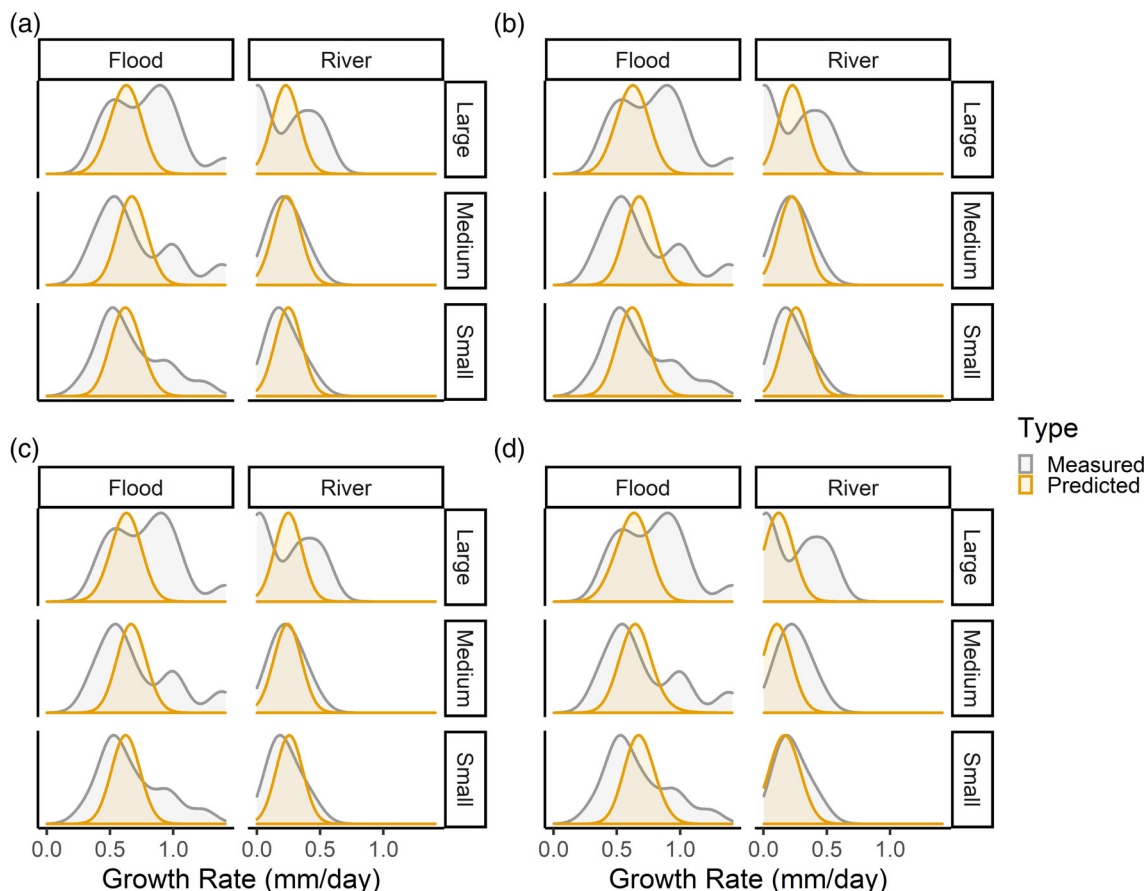 (a)
Flood River
Large
Medium
Small
(b)
Flood River
Large
Medium
Small
(c)
Flood River
Large
Medium
Small
0.0 0.5 1.0 0.0 0.5 1.0
Growth Rate (mm/day)
(d)
Flood River
Large
Medium
Small
0.0 0.5 1.0 0.0 0.5 1.0
Growth Rate (mm/day)
Type
Measured
Predicted